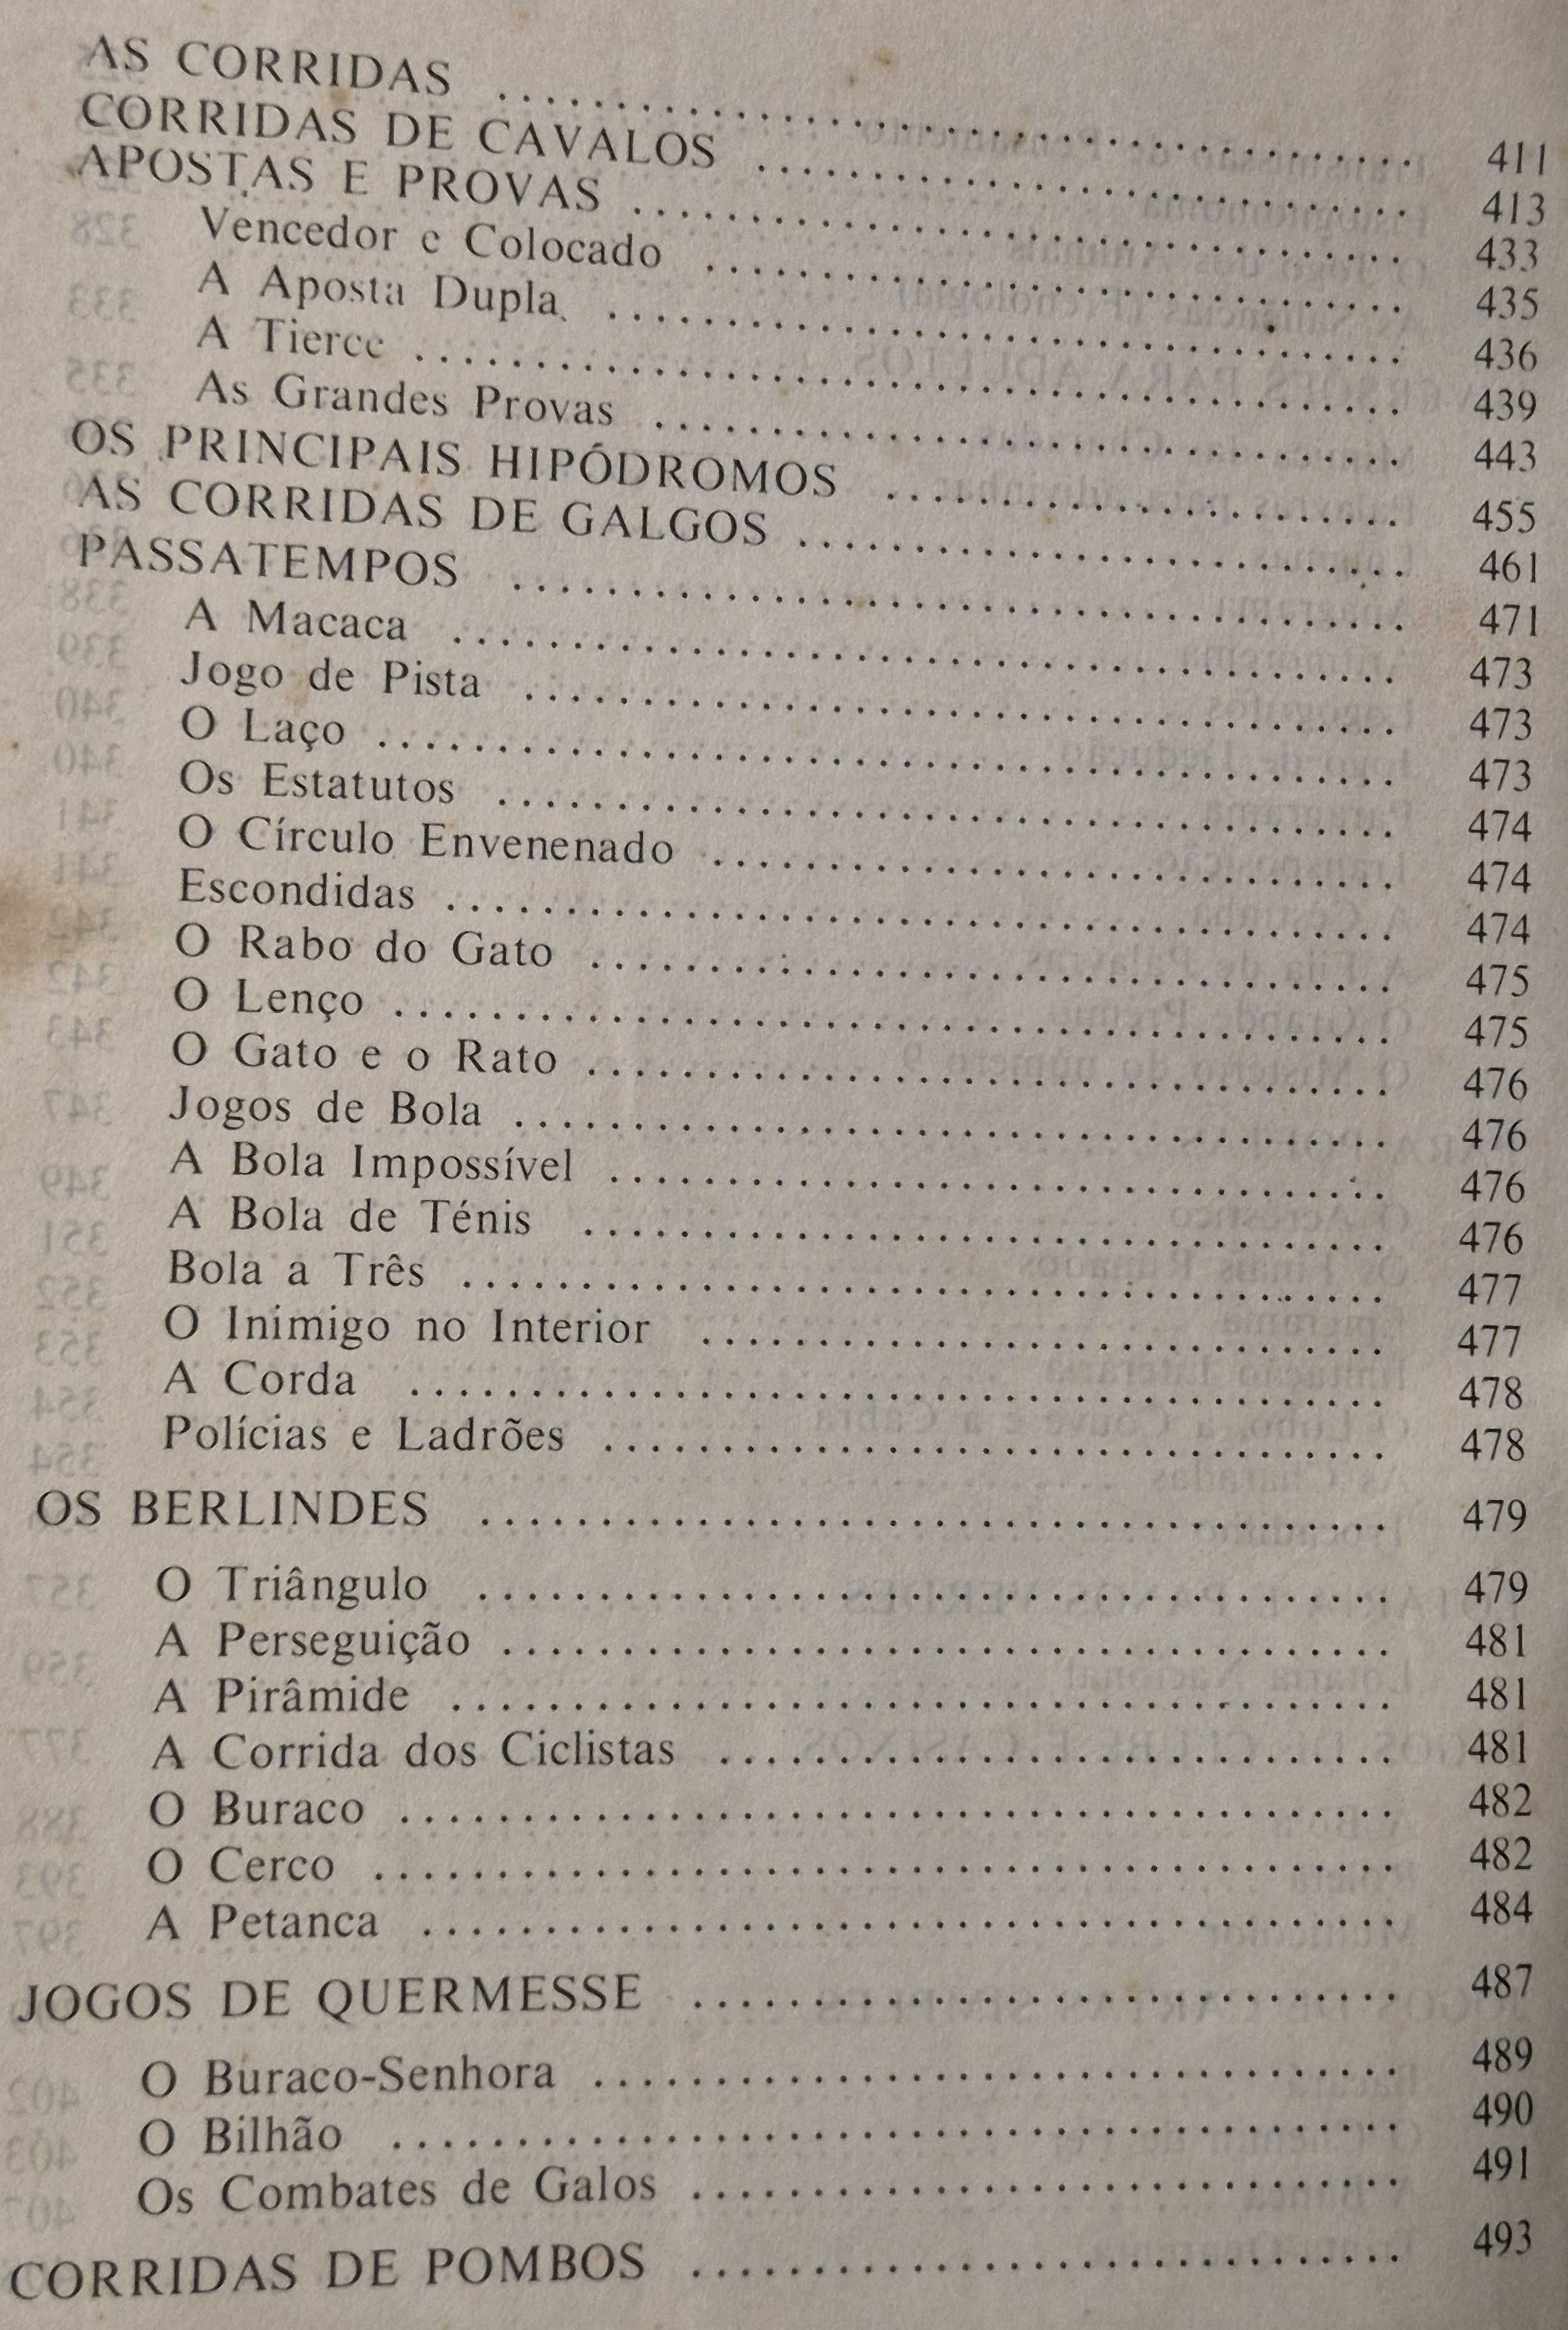 AS CORRIDAS ........ 411
CORRIDAS DE CAVALOS ........ 413
APOSTAS E PROVAS ........ 433
Vencedor e Colocado ........ 435
A Aposta Dupla ........ 436
A Tierce ........ 439
As Grandes Provas ........ 443
OS PRINCIPAIS HIPÓDROMOS ........ 455
AS CORRIDAS DE GALGOS ........ 461
PASSATEMPOS ........ 471
A Macaca ........ 473
Jogo de Pista ........ 473
O Laço ........ 473
Os Estatutos ........ 474
O Círculo Envenenado ........ 474
Escondidas ........ 474
O Rabo do Gato ........ 475
O Lenço ........ 475
O Gato e o Rato ........ 476
Jogos de Bola ........ 476
A Bola Impossível ........ 476
A Bola de Ténis ........ 476
Bola a Três ........ 477
O Inimigo no Interior ........ 477
A Corda ........ 478
Polícias e Ladrões ........ 478
OS BERLINDES ........ 479
O Triângulo ........ 479
A Perseguição ........ 481
A Pirâmide ........ 481
A Corrida dos Ciclistas ........ 481
O Buraco ........ 482
O Cerco ........ 482
A Petanca ........ 484
JOGOS DE QUERMESSE ........ 487
O Buraco-Senhora ........ 489
O Bilhão ........ 490
Os Combates de Galos ........ 491
CORRIDAS DE POMBOS ........ 493